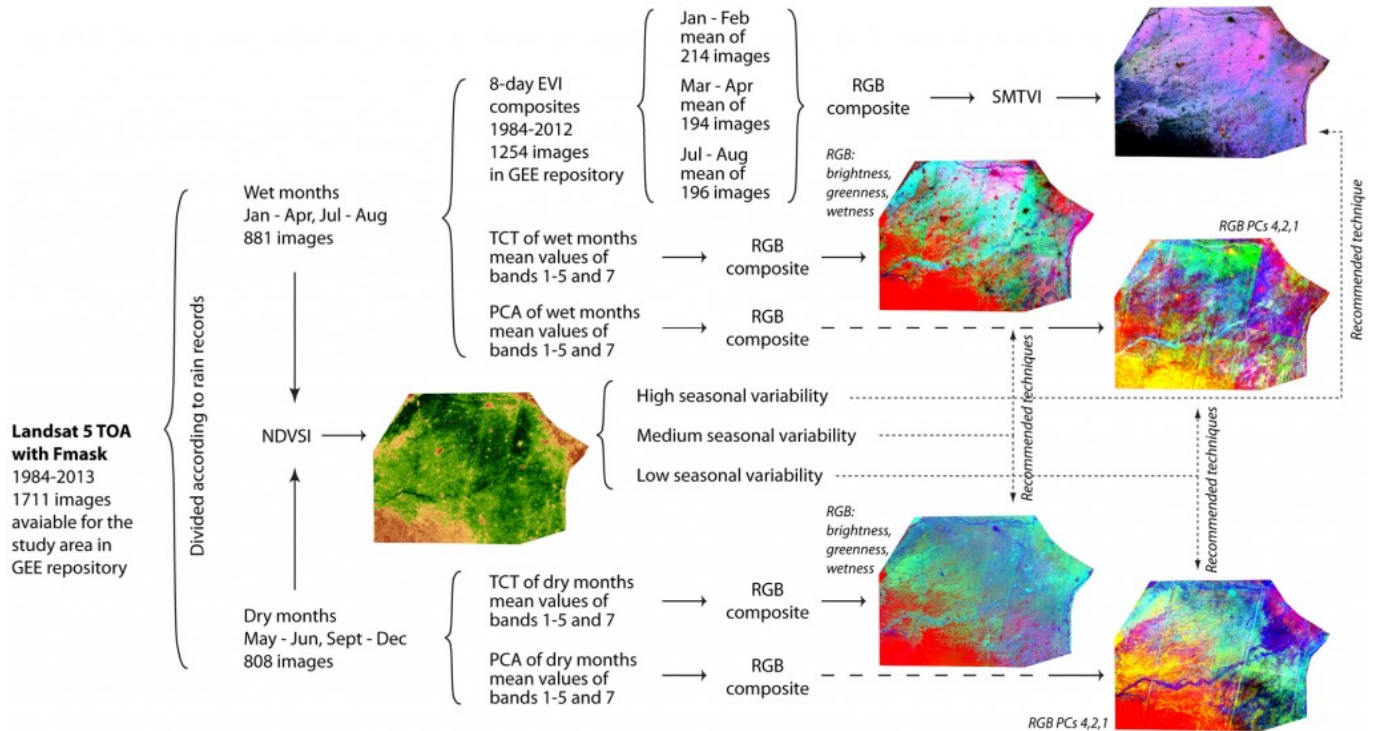 Landsat 5 TOA
with Fmask
1984-2013
1711 images
avaiable for the
study area in
GEE repository
Divided according to rain records
Wet months
Jan - Apr, Jul - Aug
881 images
NDVSI
Dry months
May - Jun, Sept - Dec
808 images
8-day EVI
composites
1984-2012
1254 images
in GEE repository
Jan - Feb
mean of
214 images
Mar - Apr
mean of
194 images
Jul - Aug
mean of
196 images
RGB
composite
SMTVI
TCT of wet months
mean values of
bands 1-5 and 7
RGB
composite
RGB:
brightness,
greenness,
wetness
PCA of wet months
mean values of
bands 1-5 and 7
RGB
composite
RGB PCs 4,2,1
High seasonal variability
Medium seasonal variability
Low seasonal variability
Recommended techniques
Recommended techniques
Recommended technique
TCT of dry months
mean values of
bands 1-5 and 7
RGB
composite
RGB:
brightness,
greenness,
wetness
PCA of dry months
mean values of
bands 1-5 and 7
RGB
composite
RGB PCs 4,2,1